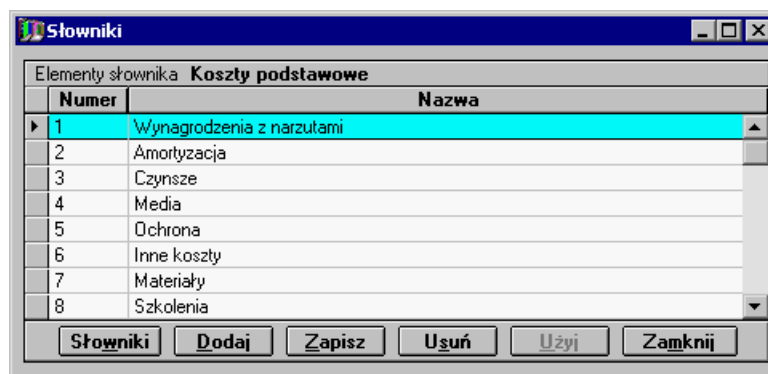 Słowniki
Elementy słownika Koszty podstawowe
Numer Nazwa
1 Wynagrodzenia z narzutami
2 Amortyzacja
3 Czynsze
4 Media
5 Ochrona
6 Inne koszty
7 Materiały
8 Szkolenia
Słowniki Dodaj Zapisz Usuń Użyj Zamknij